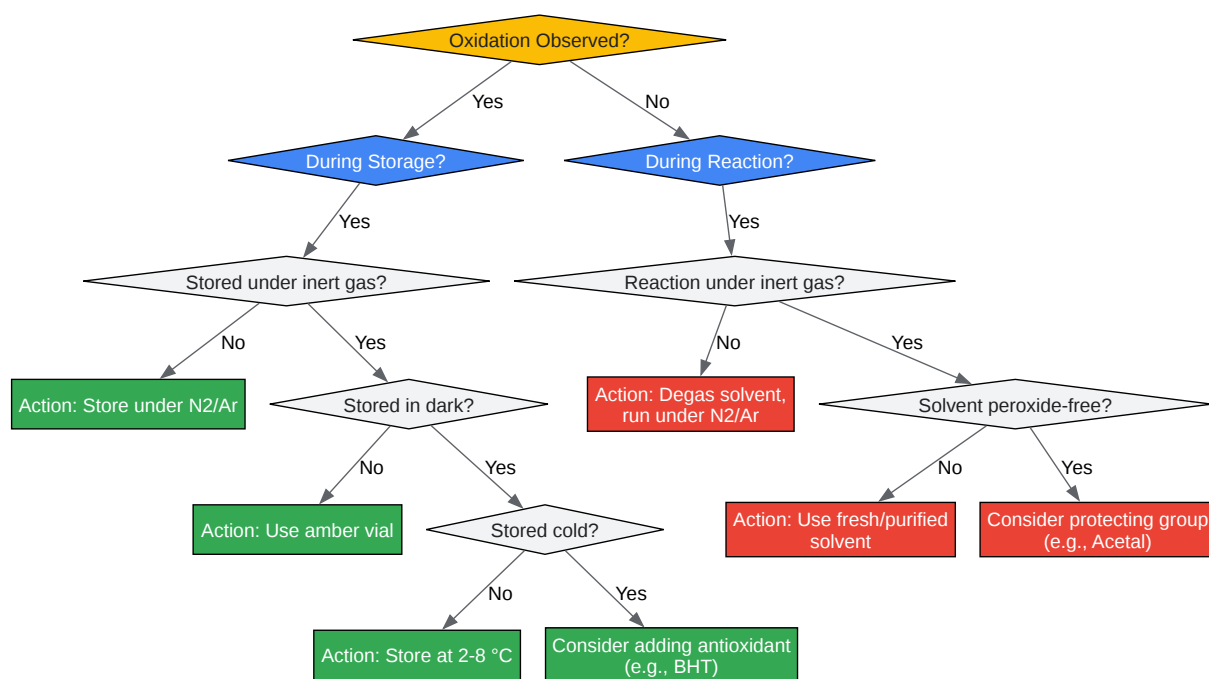 Oxidation Observed?
Yes
No
During Storage?
During Reaction?
Yes
Yes
Stored under inert gas?
Reaction under inert gas?
No
Yes
No
Yes
Action: Store under N2/Ar
Stored in dark?
Action: Degas solvent,
run under N2/Ar
Solvent peroxide-free?
No
Yes
No
Yes
Action: Use amber vial
Stored cold?
Action: Use fresh/purified
solvent
Consider protecting group
(e.g., Acetal)
No
Yes
Action: Store at 2-8 °C
Consider adding antioxidant
(e.g., BHT)